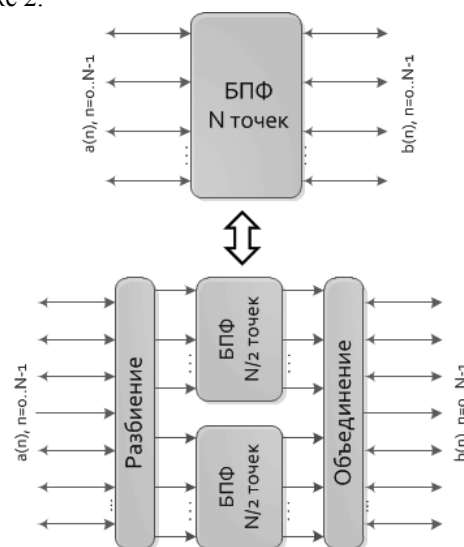 ке 2.
БПФ
N точек
a(n), n=0..N-1
b(n), n=0..N-1
...
...
Разбиение
БПФ
N/2 точек
БПФ
N/2 точек
Объединение
a(n), n=0..N-1
b(n), n=0..N-1
...
...
...
...
...
...